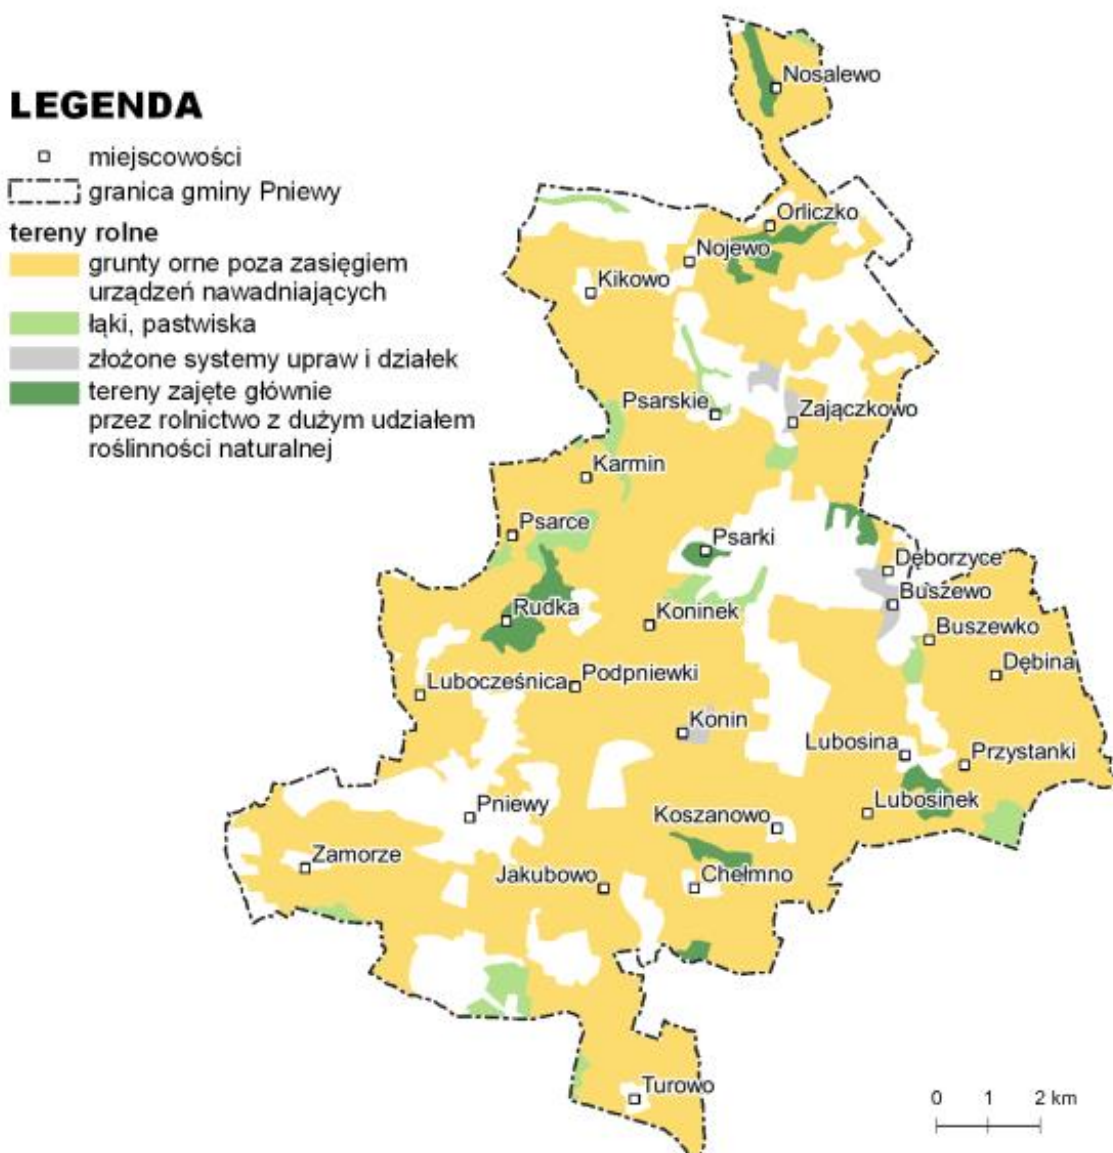 LEGENDA
miejscowości
granica gminy Pniewy
tereny rolne
grunty orne poza zasięgiem
urządzeń nawadniających
łąki, pastwiska
złożone systemy upraw i działek
tereny zajęte głównie
przez rolnictwo z dużym udziałem
roślinności naturalnej
Nosalewo
Orliczko
Nojewo
Kikowo
Psarskie
Zajączkowo
Karmin
Psarce
Psarki
Dęborzyce
Buszewo
Rudka
Koninek
Buszewko
Dębina
Podpniewki
Lubocześnica
Konin
Lubosina
Przystanki
Pniewy
Koszanowo
Lubosinek
Zamorze
Jakubowo
Chełmno
Turowo
0 1 2 km